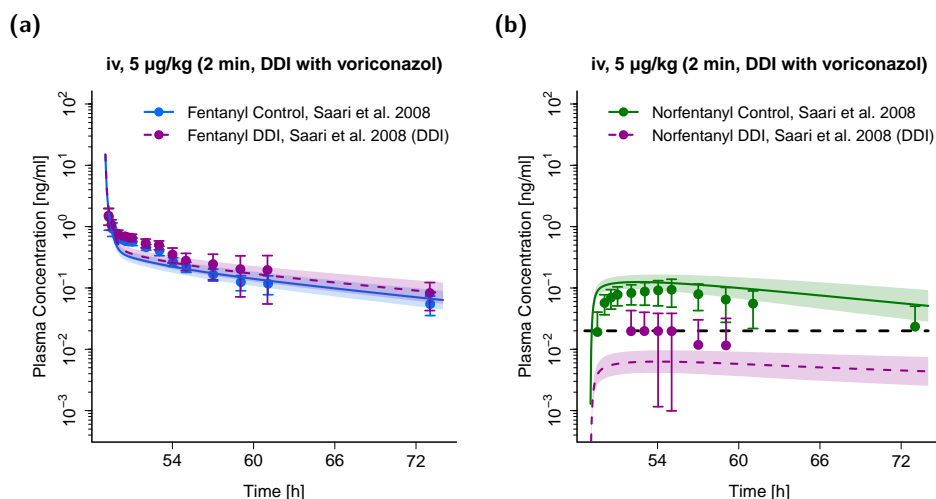 (a)
iv, 5 µg/kg (2 min, DDI with voriconazol)
Fentanyl Control, Saari et al. 2008
Fentanyl DDI, Saari et al. 2008 (DDI)
Plasma Concentration [ng/ml]
10²
10¹
10⁰
10⁻¹
10⁻²
10⁻³
54
60
66
72
Time [h]
(b)
iv, 5 µg/kg (2 min, DDI with voriconazol)
Norfentanyl Control, Saari et al. 2008
Norfentanyl DDI, Saari et al. 2008 (DDI)
Plasma Concentration [ng/ml]
10²
10¹
10⁰
10⁻¹
10⁻²
10⁻³
54
60
66
72
Time [h]